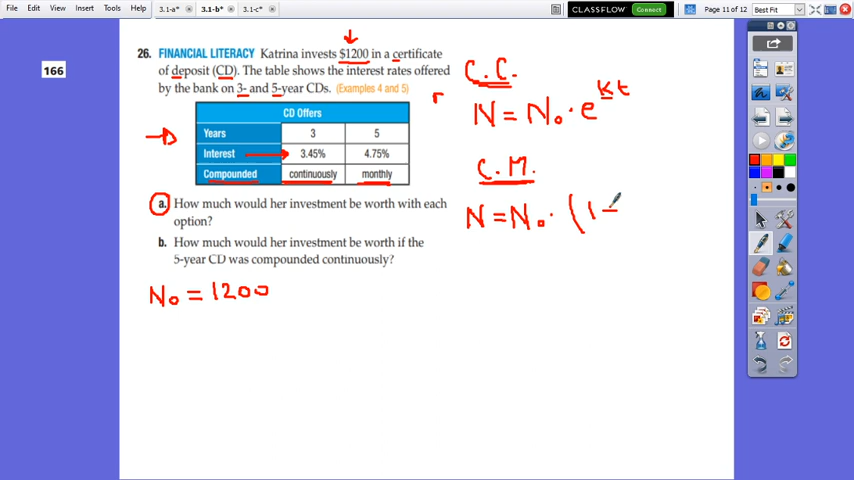 File Edit View Insert Tools Help
3.1-a* 3.1-b* 3.1-c*
CLASSFLOW Connect
Page 11 of 12 Best Fit
166
26. FINANCIAL LITERACY Katrina invests $1200 in a certificate
of deposit (CD). The table shows the interest rates offered
by the bank on 3- and 5-year CDs. (Examples 4 and 5)
CD Offers
Years 3 5
Interest 3.45% 4.75%
Compounded continuously monthly
a. How much would her investment be worth with each
option?
b. How much would her investment be worth if the
5-year CD was compounded continuously?
N₀ = 1200
r
C.C.
N = N₀ · e^kt
C.M.
N = N₀ · (1 –